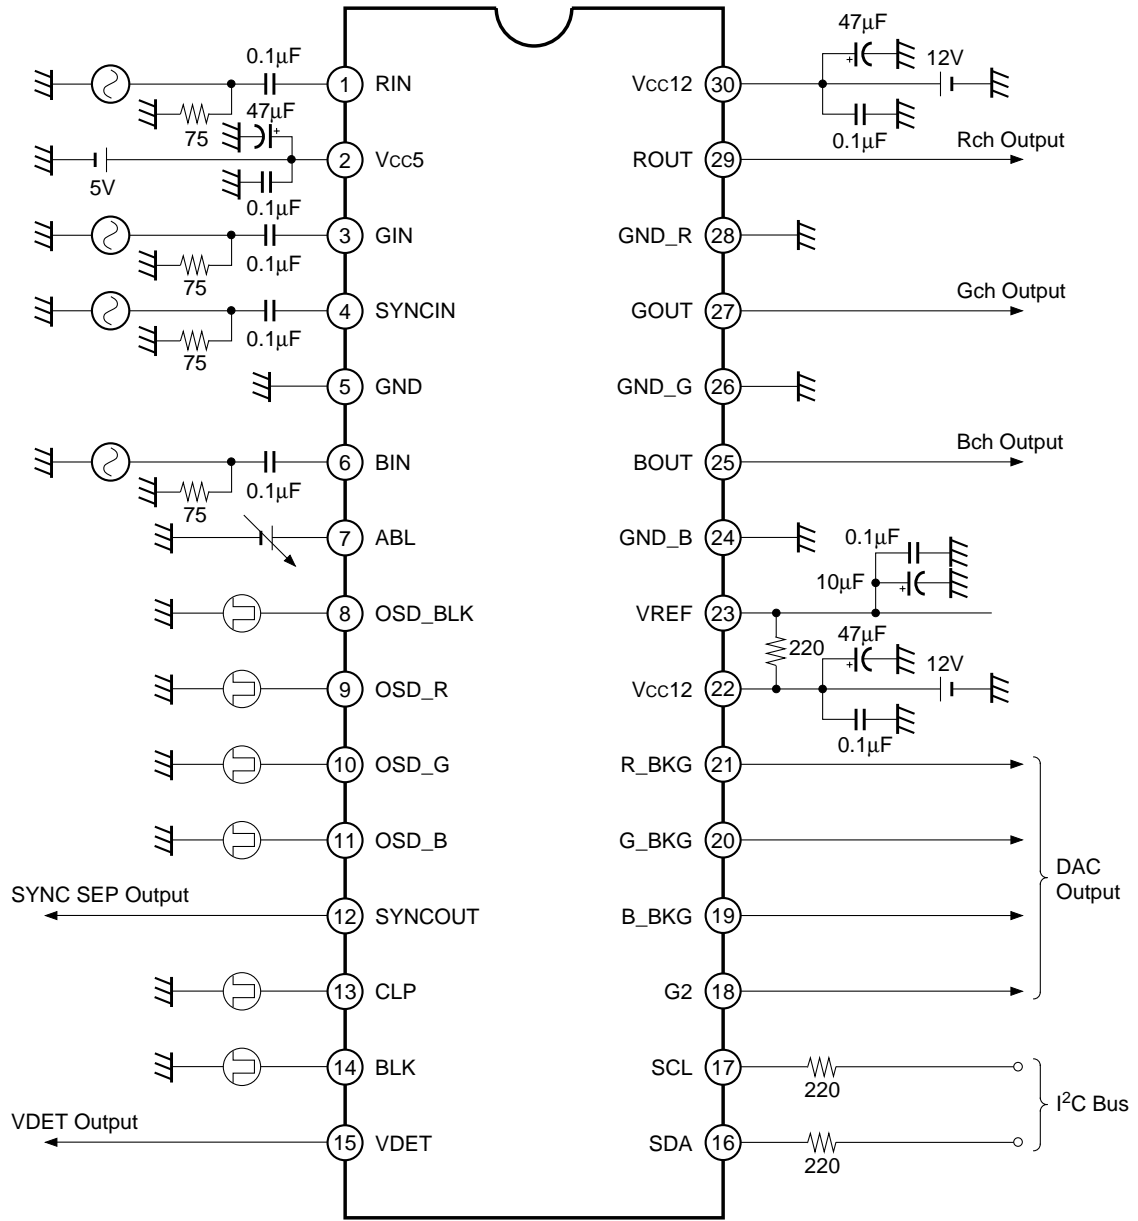 0.1µF
1 RIN
75
47µF
+
2 Vcc5
5V
0.1µF
3 GIN
0.1µF
75
4 SYNCIN
0.1µF
75
5 GND
6 BIN
0.1µF
75
7 ABL
8 OSD_BLK
9 OSD_R
10 OSD_G
11 OSD_B
SYNC SEP Output
12 SYNCOUT
13 CLP
14 BLK
VDET Output
15 VDET
47µF
+
12V
Vcc12 30
0.1µF
Rch Output
ROUT 29
GND_R 28
Gch Output
GOUT 27
GND_G 26
Bch Output
BOUT 25
GND_B 24
0.1µF
10µF
+
VREF 23
220
47µF
+
12V
Vcc12 22
0.1µF
R_BKG 21
G_BKG 20
DAC
Output
B_BKG 19
G2 18
SCL 17
220
I²C Bus
SDA 16
220